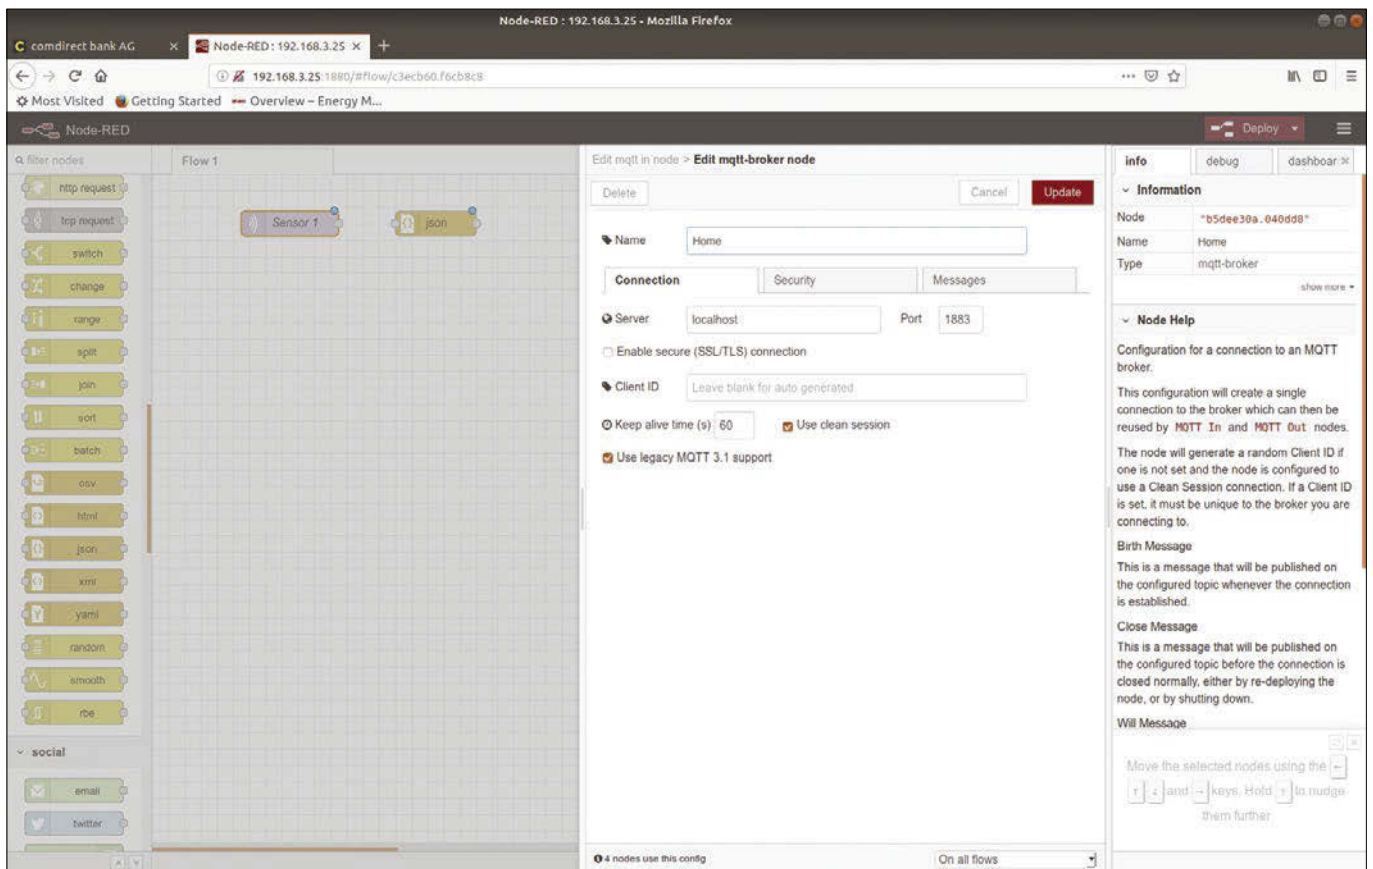 Node-RED : 192.168.3.25 - Mozilla Firefox
comdirect bank AG
Node-RED : 192.168.3.25
192.168.3.25:1880/#flow/c3ecb60.f6cb8c8
Most Visited
Getting Started
Overview – Energy M...
Node-RED
Deploy
filter nodes
Flow 1
http request
tcp request
switch
change
range
split
join
sort
batch
csv
html
json
xml
yaml
random
smooth
rbe
social
email
twitter
Sensor 1
json
Edit mqtt in node > Edit mqtt-broker node
Delete
Cancel
Update
Name
Home
Connection
Security
Messages
Server
localhost
Port
1883
Enable secure (SSL/TLS) connection
Client ID
Leave blank for auto generated
Keep alive time (s)
60
Use clean session
Use legacy MQTT 3.1 support
4 nodes use this config
On all flows
info
debug
dashboar
Information
Node
"b5dee30a.040dd8"
Name
Home
Type
mqtt-broker
show more
Node Help
Configuration for a connection to an MQTT
broker.
This configuration will create a single
connection to the broker which can then be
reused by MQTT In and MQTT Out nodes.
The node will generate a random Client ID if
one is not set and the node is configured to
use a Clean Session connection. If a Client ID
is set, it must be unique to the broker you are
connecting to.
Birth Message
This is a message that will be published on
the configured topic whenever the connection
is established.
Close Message
This is a message that will be published on
the configured topic before the connection is
closed normally, either by re-deploying the
node, or by shutting down.
Will Message
Move the selected nodes using the ←
↑ ↓ and → keys. Hold ⇧ to nudge
them further